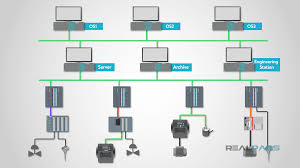 OS1
OS2
OS3
Server
Archive
Engineering
Station
REALPARS